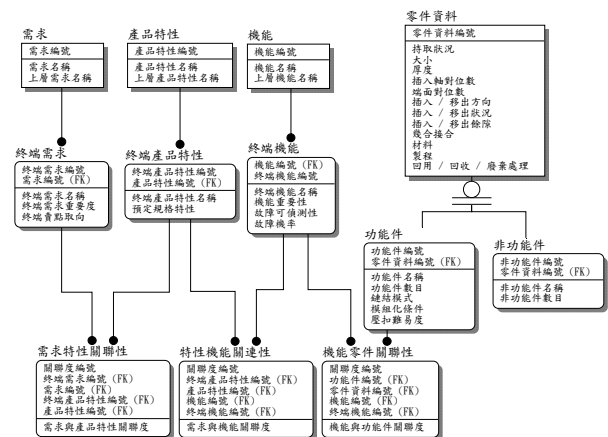 需求
需求編號
需求名稱
上層需求名稱
產品特性
產品特性編號
產品特性名稱
上層產品特性名稱
機能
機能編號
機能名稱
上層機能名稱
零件資料
零件資料編號
持取狀況
大小
厚度
插入軸對位數
端面對位數
插入 / 移出方向
插入 / 移出狀況
插入 / 移出餘隙
幾合接合
材料
製程
回用 / 回收 / 廢棄處理
終端需求
終端需求編號
需求編號 (FK)
終端需求名稱
終端需求重要度
終端賣點取向
終端產品特性
終端產品特性編號
產品特性編號 (FK)
終端產品特性名稱
預定規格特性
終端機能
機能編號 (FK)
終端機能編號
終端機能名稱
機能重要性
故障可偵測性
故障機率
功能件
功能件編號
零件資料編號 (FK)
功能件名稱
功能件數目
鏈結模式
模組化條件
壓扣難易度
非功能件
非功能件編號
零件資料編號 (FK)
非功能件名稱
非功能件數目
需求特性關聯性
關聯度編號
終端需求編號 (FK)
需求編號 (FK)
終端產品特性編號 (FK)
產品特性編號 (FK)
需求與產品特性關聯度
特性機能關連性
關聯度編號
終端產品特性編號 (FK)
產品特性編號 (FK)
機能編號 (FK)
終端機能編號 (FK)
需求與機能關聯度
機能零件關聯性
關聯度編號
功能件編號 (FK)
零件資料編號 (FK)
機能編號 (FK)
終端機能編號 (FK)
機能與功能件關聯度